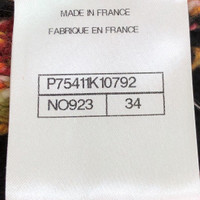 MADE IN FRANCE
FABRIQUE EN FRANCE
P75411K10792
NO923 34